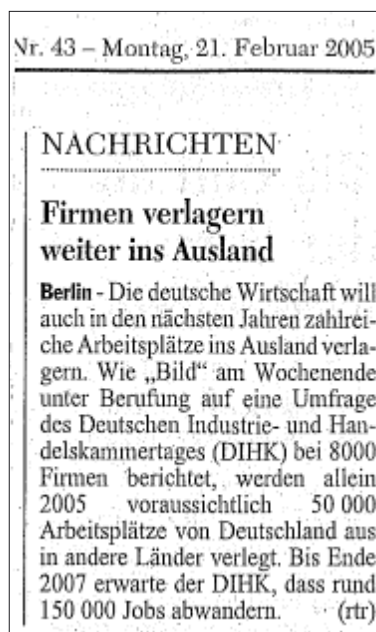 Nr. 43 – Montag, 21. Februar 2005
NACHRICHTEN
Firmen verlagern
weiter ins Ausland
Berlin - Die deutsche Wirtschaft will
auch in den nächsten Jahren zahlrei-
che Arbeitsplätze ins Ausland verla-
gern. Wie „Bild“ am Wochenende
unter Berufung auf eine Umfrage
des Deutschen Industrie- und Han-
delskammertages (DIHK) bei 8000
Firmen berichtet, werden allein
2005 voraussichtlich 50 000
Arbeitsplätze von Deutschland aus
in andere Länder verlegt. Bis Ende
2007 erwarte der DIHK, dass rund
150 000 Jobs abwandern. (rtr)